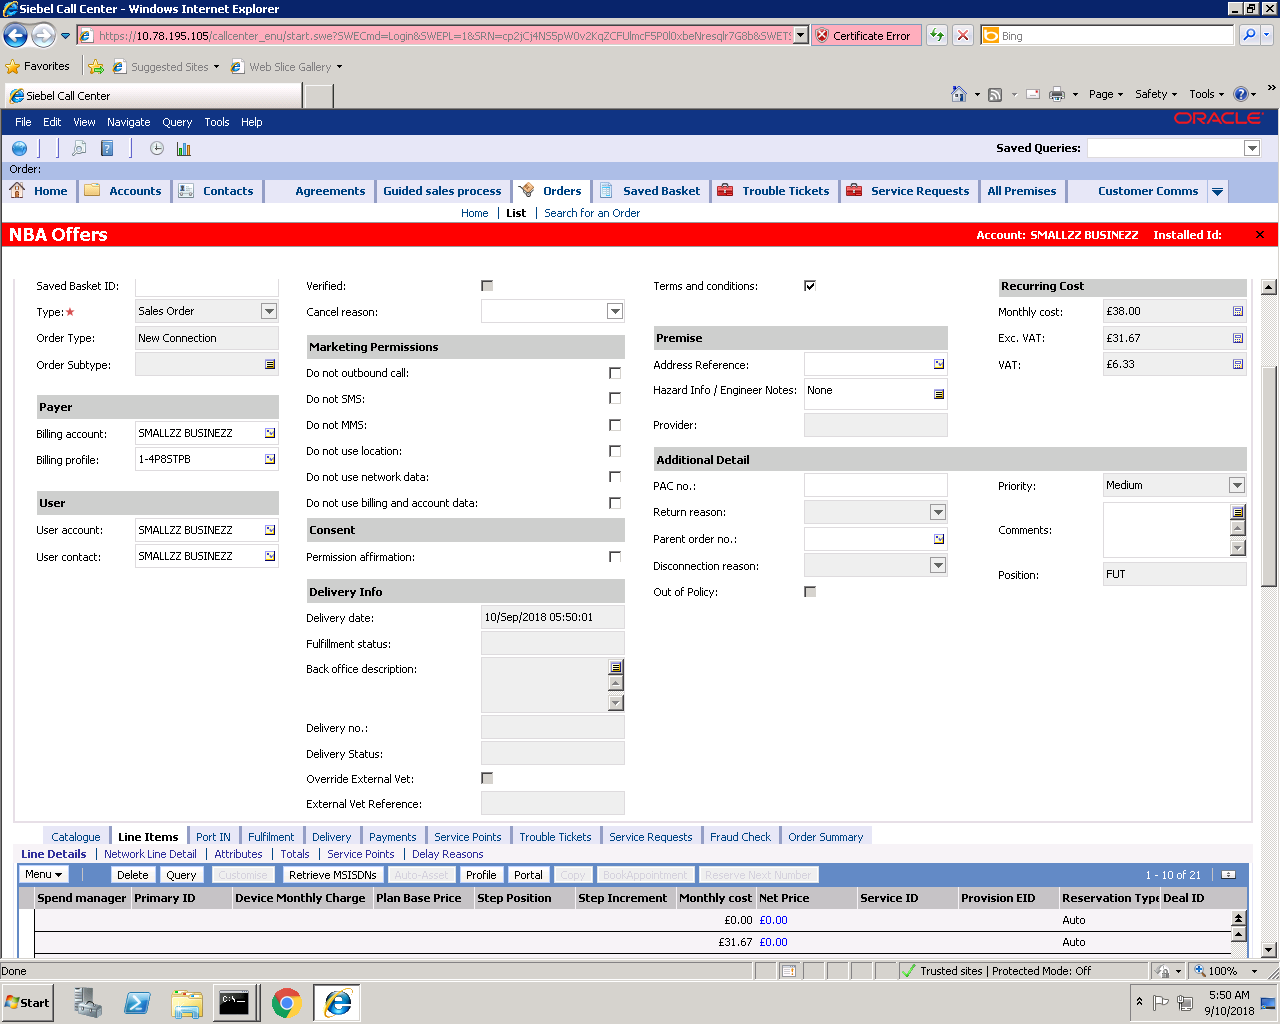 Siebel Call Center - Windows Internet Explorer
Certificate Error
Bing
Favorites
Suggested Sites
Web Slice Gallery
Siebel Call Center
Page
Safety
Tools
File Edit View Navigate Query Tools Help
ORACLE
Saved Queries:
Order:
Home Accounts Contacts Agreements Guided sales process Orders Saved Basket Trouble Tickets Service Requests All Premises Customer Comms
Home | List | Search for an Order
NBA Offers
Account: SMALLZZ BUSINEZZ Installed Id:
Saved Basket ID:
Type:★ Sales Order
Order Type: New Connection
Order Subtype:
Payer
Billing account: SMALLZZ BUSINEZZ
Billing profile: 1-4P8STPB
User
User account: SMALLZZ BUSINEZZ
User contact: SMALLZZ BUSINEZZ
Verified:
Cancel reason:
Marketing Permissions
Do not outbound call:
Do not SMS:
Do not MMS:
Do not use location:
Do not use network data:
Do not use billing and account data:
Consent
Permission affirmation:
Delivery Info
Delivery date: 10/Sep/2018 05:50:01
Fulfillment status:
Back office description:
Delivery no.:
Delivery Status:
Override External Vet:
External Vet Reference:
Terms and conditions:
Premise
Address Reference:
Hazard Info / Engineer Notes: None
Provider:
Additional Detail
PAC no.:
Return reason:
Parent order no.:
Disconnection reason:
Out of Policy:
Recurring Cost
Monthly cost: £38.00
Exc. VAT: £31.67
VAT: £6.33
Priority: Medium
Comments:
Position: FUT
Catalogue Line Items Port IN Fulfilment Delivery Payments Service Points Trouble Tickets Service Requests Fraud Check Order Summary
Line Details | Network Line Detail | Attributes | Totals | Service Points | Delay Reasons
Menu Delete Query Customise Retrieve MSISDNs Auto-Asset Profile Portal Copy BookAppointment Reserve Next Number 1 - 10 of 21
Spend manager Primary ID Device Monthly Charge Plan Base Price Step Position Step Increment Monthly cost Net Price Service ID Provision EID Reservation Type Deal ID
£0.00 £0.00 Auto
£31.67 £0.00 Auto
Done
Trusted sites | Protected Mode: Off
100%
Start
5:50 AM
9/10/2018